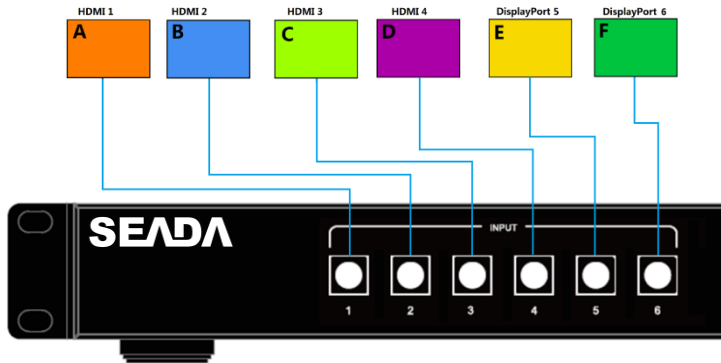 HDMI 1 HDMI 2 HDMI 3 HDMI 4 DisplayPort 5 DisplayPort 6
A B C D E F
SEADA
INPUT
1 2 3 4 5 6